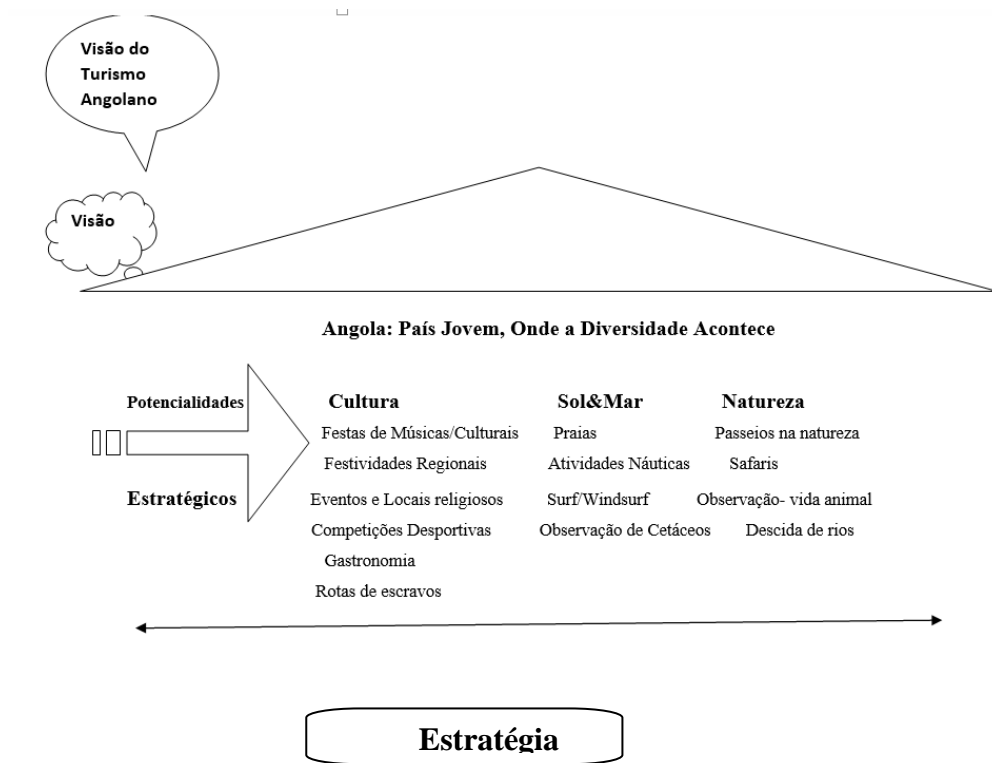 Visão do
Turismo
Angolano
Visão
Angola: País Jovem, Onde a Diversidade Acontece
Potencialidades Cultura Sol&Mar Natureza
Festas de Músicas/Culturais Praias Passeios na natureza
Festividades Regionais Atividades Náuticas Safaris
Estratégicos Eventos e Locais religiosos Surf/Windsurf Observação- vida animal
Competições Desportivas Observação de Cetáceos Descida de rios
Gastronomia
Rotas de escravos
Estratégia